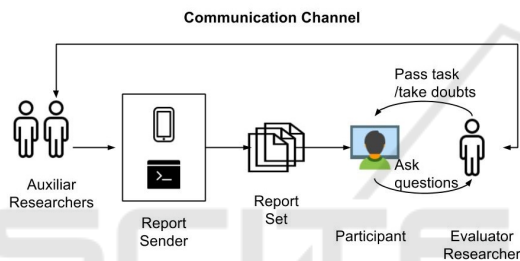 Communication Channel
Pass task
/take doubts
>_
Ask
questions
Auxiliar
Researchers
Report
Sender
Report
Set
Participant
Evaluator
Researcher